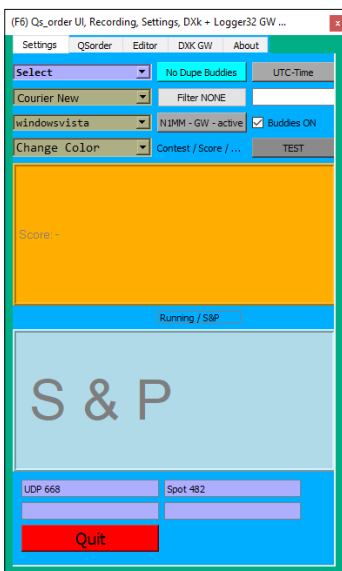 (F6) Qs_order UI, Recording, Settings, DXk + Logger32 GW ... x
Settings QSorder Editor DXK GW About
Select No Dupe Buddies UTC-Time
Courier New Filter NONE
windowsvista N1MM - GW - active Buddies ON
Change Color Contest / Score / ... TEST
Score: -
Running / S&P
S & P
UDP 668 Spot 482
Quit